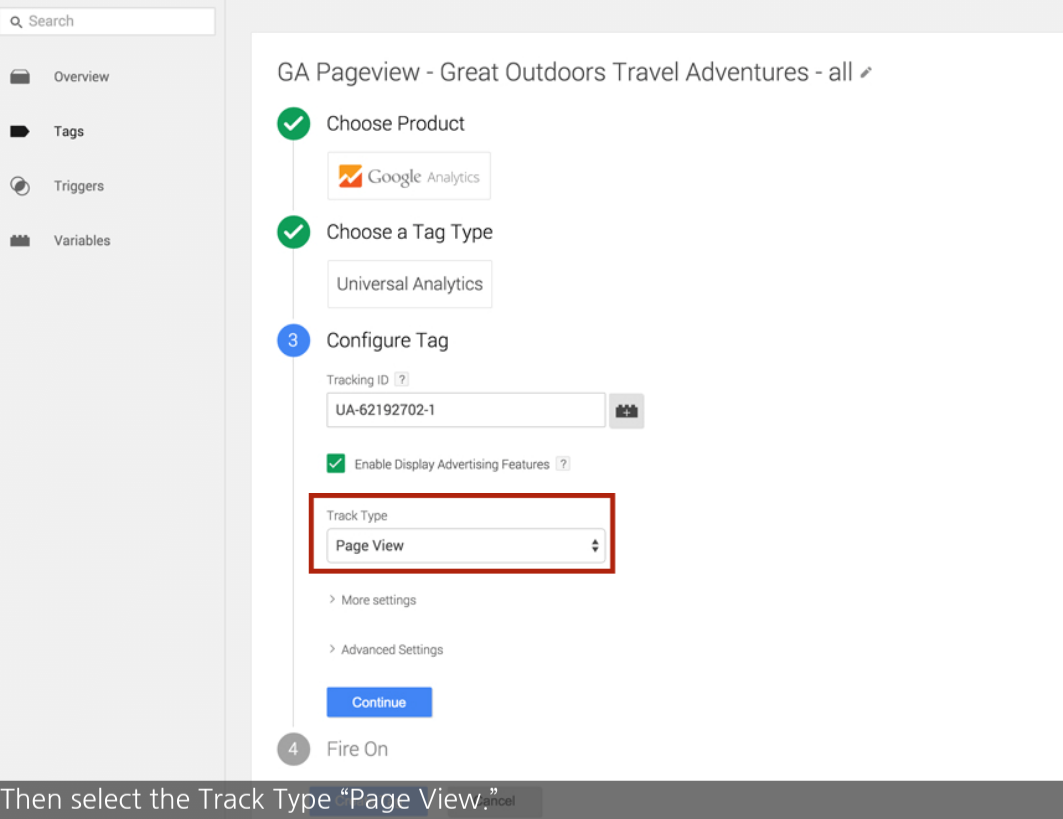 Search
Overview
Tags
Triggers
Variables
GA Pageview - Great Outdoors Travel Adventures - all
Choose Product
Google Analytics
Choose a Tag Type
Universal Analytics
3 Configure Tag
Tracking ID ?
UA-62192702-1
Enable Display Advertising Features ?
Track Type
Page View
More settings
Advanced Settings
Continue
4 Fire On
Then select the Track Type “Page View.”